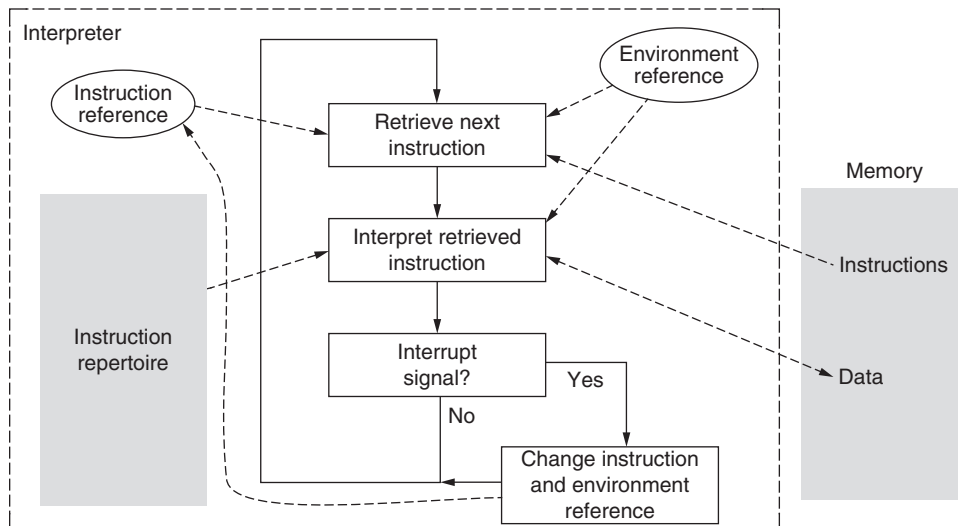 Interpreter
Environment
reference
Instruction
reference
Retrieve next
instruction
Memory
Interpret retrieved
instruction
Instructions
Instruction
repertoire
Interrupt
signal?
Yes
Data
No
Change instruction
and environment
reference